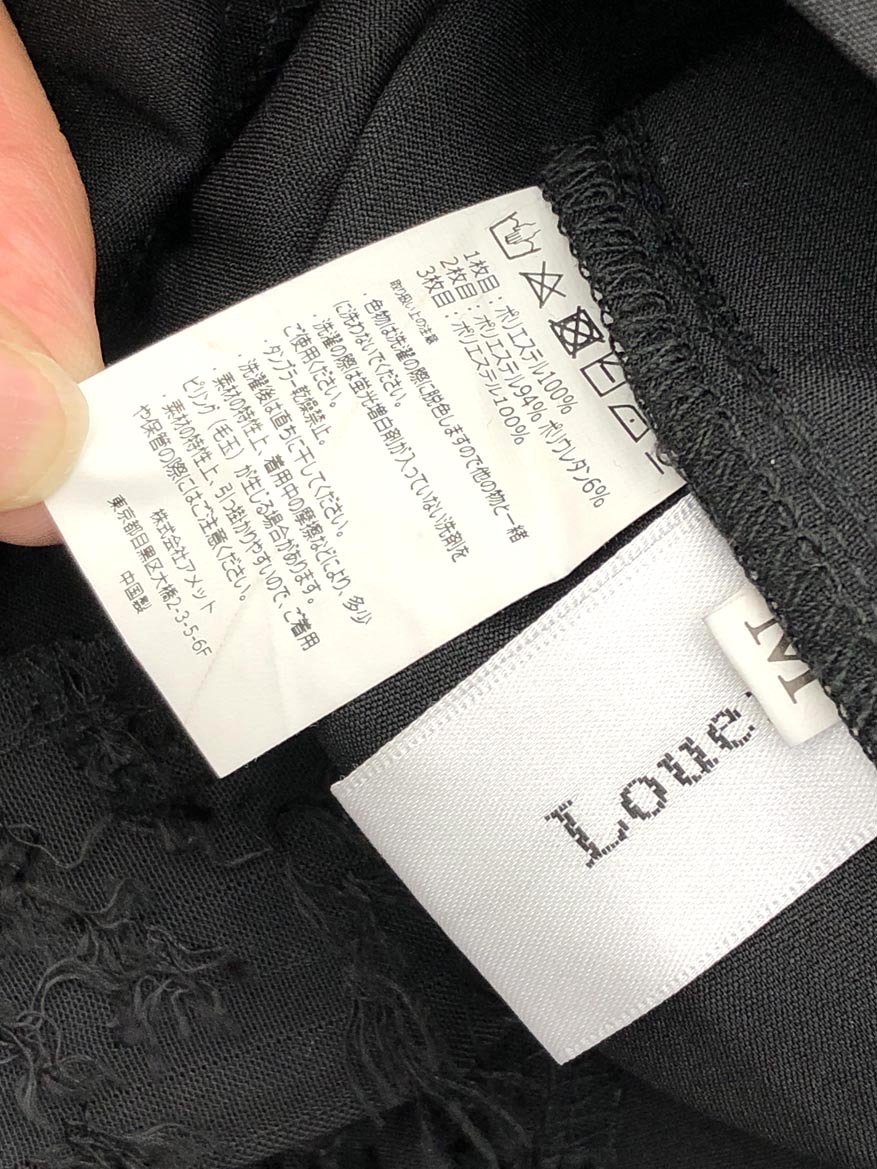 1枚目：ポリエステル100%
2枚目：ポリエステル94% ポリウレタン6%
3枚目：ポリエステル100%
取り扱い上の注意
・色物は洗濯の際に脱色しますので他の物と一緒
に洗わないでください。
・洗濯の際は蛍光増白剤が入っていない洗剤を
ご使用ください。
・タンブラー乾燥禁止。
・洗濯後は直ちに干してください。
・素材の特性上、着用中の摩擦などにより、多少
ピリング（毛玉）が生じる場合があります。
・素材の特性上、引っ掛かりやすいので、ご着用
や保管の際にはご注意ください。
株式会社アメット
東京都目黒区大橋2-3-5-6F
中国製
Loue
M